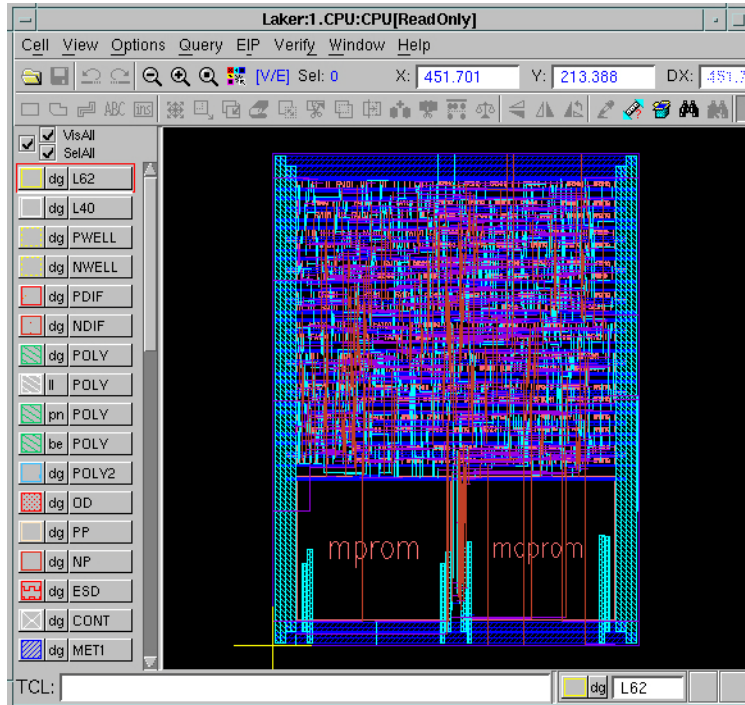 Laker:1.CPU:CPU[ReadOnly]
Cell View Options Query EIP Verify Window Help
[V/E] Sel: 0 X: 451.701 Y: 213.388 DX:
ABC
VisAll
SelAll
dg L62
dg L40
dg PWELL
dg NWELL
dg PDIF
dg NDIF
dg POLY
ll POLY
pn POLY
be POLY
dg POLY2
dg OD
dg PP
dg NP
dg ESD
dg CONT
dg MET1
mprom mcprom
TCL: dg L62